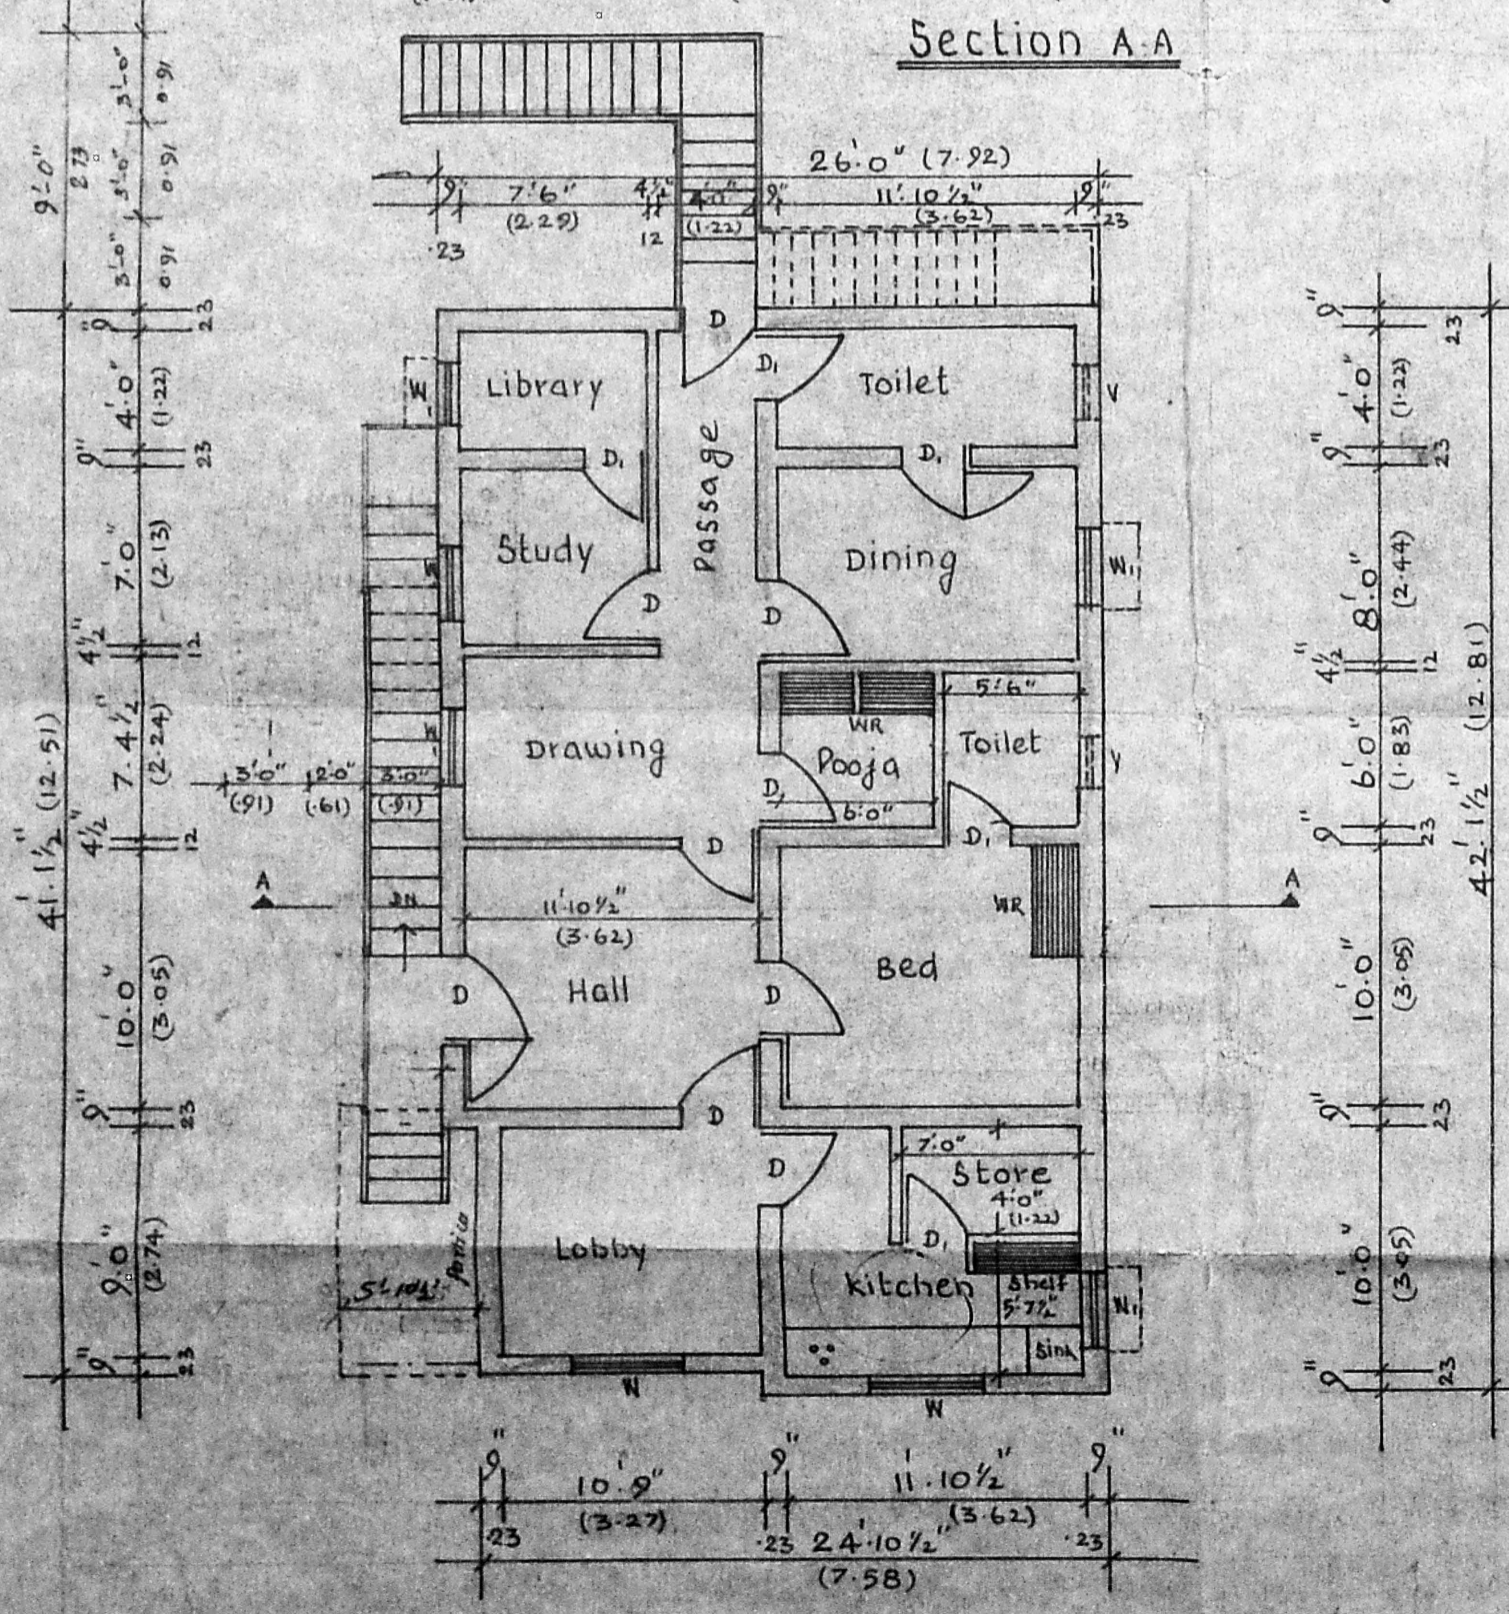 Section A-A
26'.0" (7.92)
9" 7'.6" 4½" 4'.0" 9" 11'.10½" 9"
.23 (2.29) 12 (1.22) (3.62) .23
9'-0"
273
3'-0" 3'-0" 3'-0"
0.91 0.91 0.91
D
D1
Library
Toilet
W
V
D1
D1
Passage
Study
Dining
W
W1
D
D
WR
5'.6"
Drawing
Pooja
Toilet
W
V
D1
6'.0"
3'-0" 2'-0" 3'-0"
(.91) (.61) (.91)
D
D1
A
A
DN
11'.10½"
(3.62)
WR
Hall
Bed
D
D
D
D
7'.0"
Store
4'.0"
(1.22)
D1
Portico
Lobby
Kitchen
Shelf
5'-7½"
W1
5'-10½"
Sink
W
W
9" 23
4'.0" (1.22)
9" 23
7'.0" (2.13)
4½" 12
7'.4½" (2.24)
4½" 12
10'.0" (3.05)
9" 23
9'.0" (2.74)
9" 23
41'.1½" (12.51)
9" 23
4'.0" (1.22)
9" 23
8'.0" (2.44)
4½" 12
6'.0" (1.83)
9" 23
10'.0" (3.05)
9" 23
10'.0" (3.05)
9" 23
42'.1½" (12.81)
9" 10'.9" 9" 11'.10½" 9"
.23 (3.27) .23 (3.62) .23
24'.10½"
(7.58)